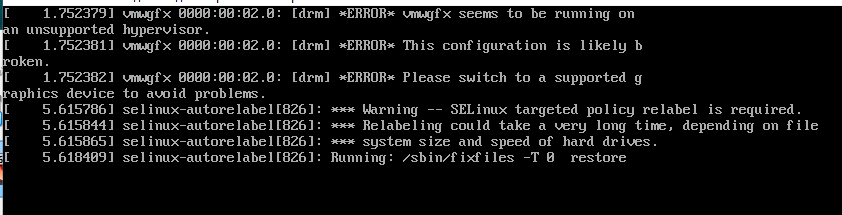 [    1.752379] vmwgfx 0000:00:02.0: [drm] *ERROR* vmwgfx seems to be running on
an unsupported hypervisor.
[    1.752381] vmwgfx 0000:00:02.0: [drm] *ERROR* This configuration is likely b
roken.
[    1.752382] vmwgfx 0000:00:02.0: [drm] *ERROR* Please switch to a supported g
raphics device to avoid problems.
[    5.615786] selinux-autorelabel[826]: *** Warning -- SELinux targeted policy relabel is required.
[    5.615844] selinux-autorelabel[826]: *** Relabeling could take a very long time, depending on file
[    5.615865] selinux-autorelabel[826]: *** system size and speed of hard drives.
[    5.618409] selinux-autorelabel[826]: Running: /sbin/fixfiles -T 0  restore